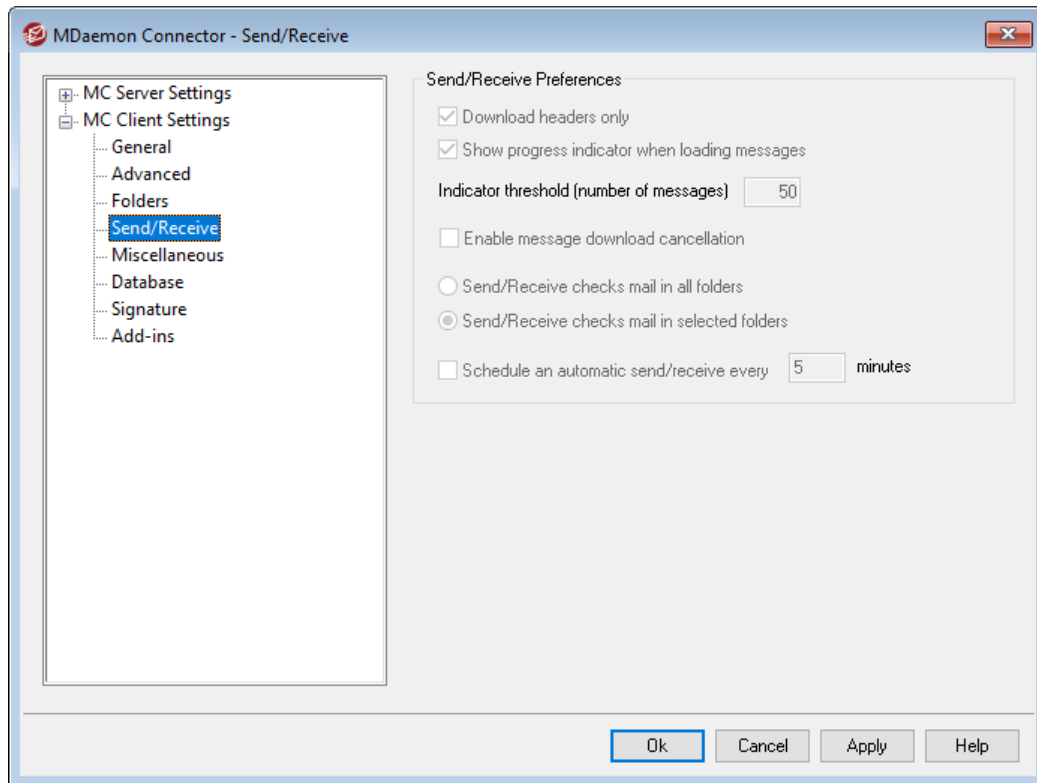 MDaemon Connector - Send/Receive
MC Server Settings
MC Client Settings
General
Advanced
Folders
Send/Receive
Miscellaneous
Database
Signature
Add-ins
Send/Receive Preferences
Download headers only
Show progress indicator when loading messages
Indicator threshold (number of messages) 50
Enable message download cancellation
Send/Receive checks mail in all folders
Send/Receive checks mail in selected folders
Schedule an automatic send/receive every 5 minutes
Ok Cancel Apply Help